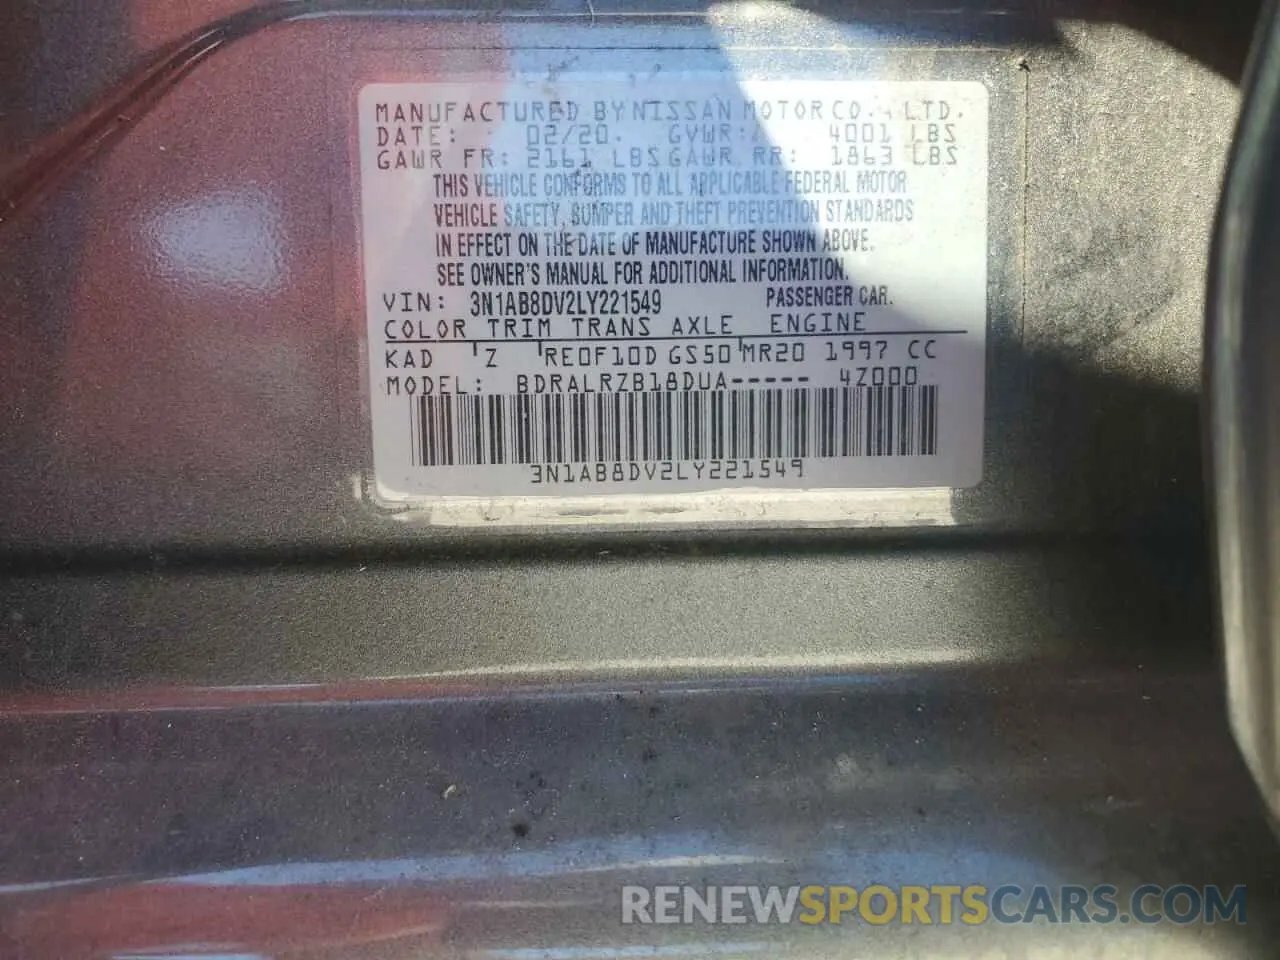 MANUFACTURED BY NISSAN MOTOR CO., LTD.
DATE: 02/20. GVWR: 4001 LBS
GAWR FR: 2161 LBS GAWR RR: 1863 LBS
THIS VEHICLE CONFORMS TO ALL APPLICABLE FEDERAL MOTOR
VEHICLE SAFETY, BUMPER AND THEFT PREVENTION STANDARDS
IN EFFECT ON THE DATE OF MANUFACTURE SHOWN ABOVE.
SEE OWNER'S MANUAL FOR ADDITIONAL INFORMATION.
VIN: 3N1AB8DV2LY221549 PASSENGER CAR.
COLOR TRIM TRANS AXLE ENGINE
KAD Z RE0F10D GS50 MR20 1997 CC
MODEL: BDRALRZB18DUA----- 4Z000
3N1AB8DV2LY221549
RENEWSPORTSCARS.COM